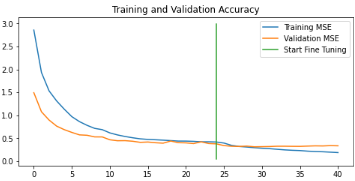 Training and Validation Accuracy
3.0
2.5
2.0
1.5
1.0
0.5
0.0
Training MSE
Validation MSE
Start Fine Tuning
0 5 10 15 20 25 30 35 40